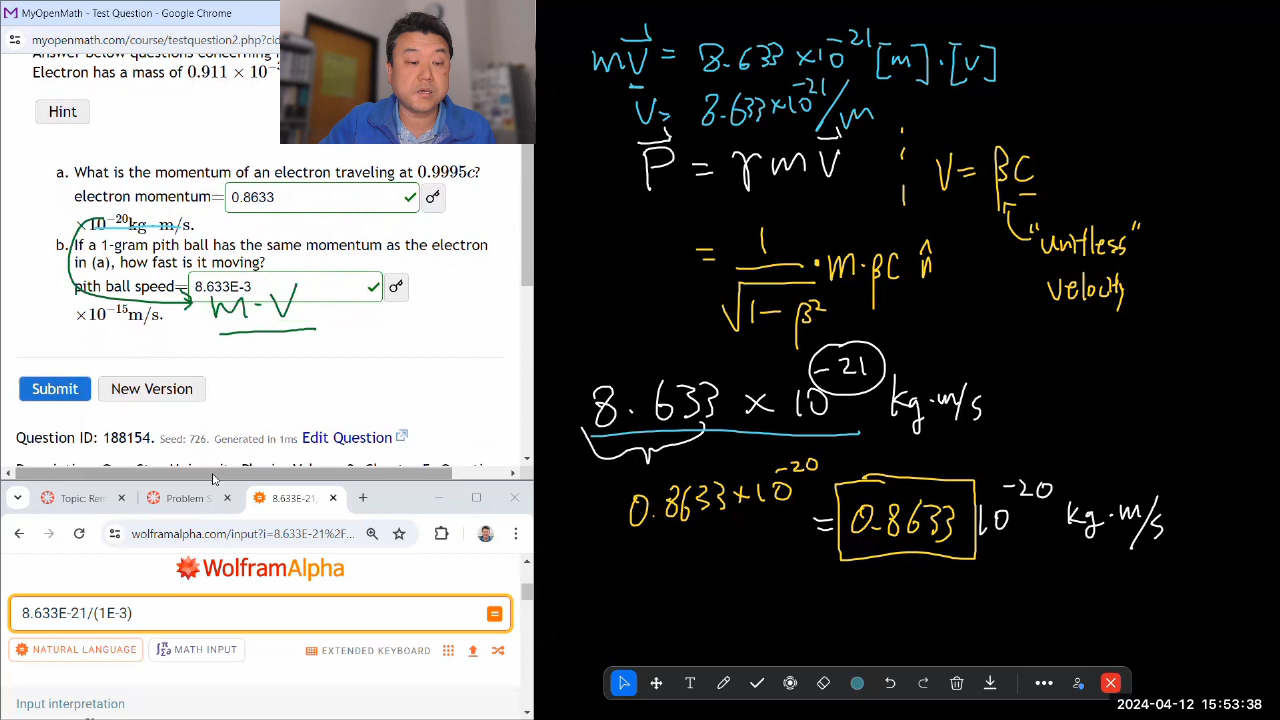 MyOpenMath - Test Question - Google Chrome
myopenmath.com/course/testquestion2.php?cid
Electron has a mass of 0.911 × 10⁻
Hint
a. What is the momentum of an electron traveling at 0.9995c?
electron momentum= 0.8633
×10⁻²⁰kg·m/s.
b. If a 1-gram pith ball has the same momentum as the electron
in (a), how fast is it moving?
pith ball speed= 8.633E-3
×10⁻¹⁵m/s.
m - v
Submit
New Version
Question ID: 188154. Seed: 726. Generated in 1ms Edit Question
Topic: Rem
Problem S
8.633E-21/
wolframalpha.com/input?i=8.633E-21%2F...
WolframAlpha
8.633E-21/(1E-3)
NATURAL LANGUAGE
MATH INPUT
EXTENDED KEYBOARD
Input interpretation
mv⃗ = 8.633 ×10⁻²¹ [m]·[v]
v = 8.633×10⁻²¹/m
P⃗ = γ m v⃗ ; v = βc
= 1/√(1 - β²) · m · βc n̂
"unitless"
velocity
8.633 × 10⁻²¹ kg·m/s
0.8633×10⁻²⁰ = 0.8633 10⁻²⁰ kg·m/s
T
2024-04-12 15:53:38